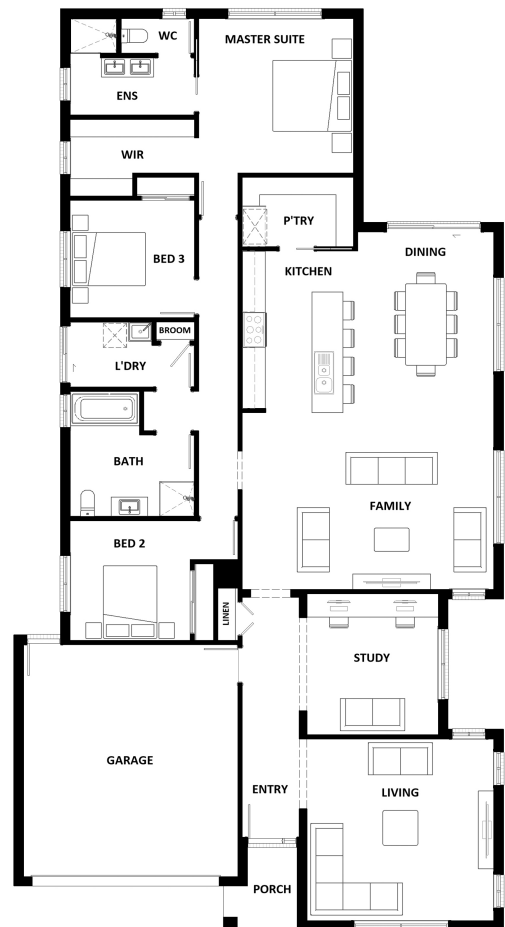 WC
MASTER SUITE
ENS
WIR
P'TRY
BED 3
DINING
KITCHEN
BROOM
L'DRY
BATH
FAMILY
BED 2
LINEN
STUDY
GARAGE
ENTRY
LIVING
PORCH